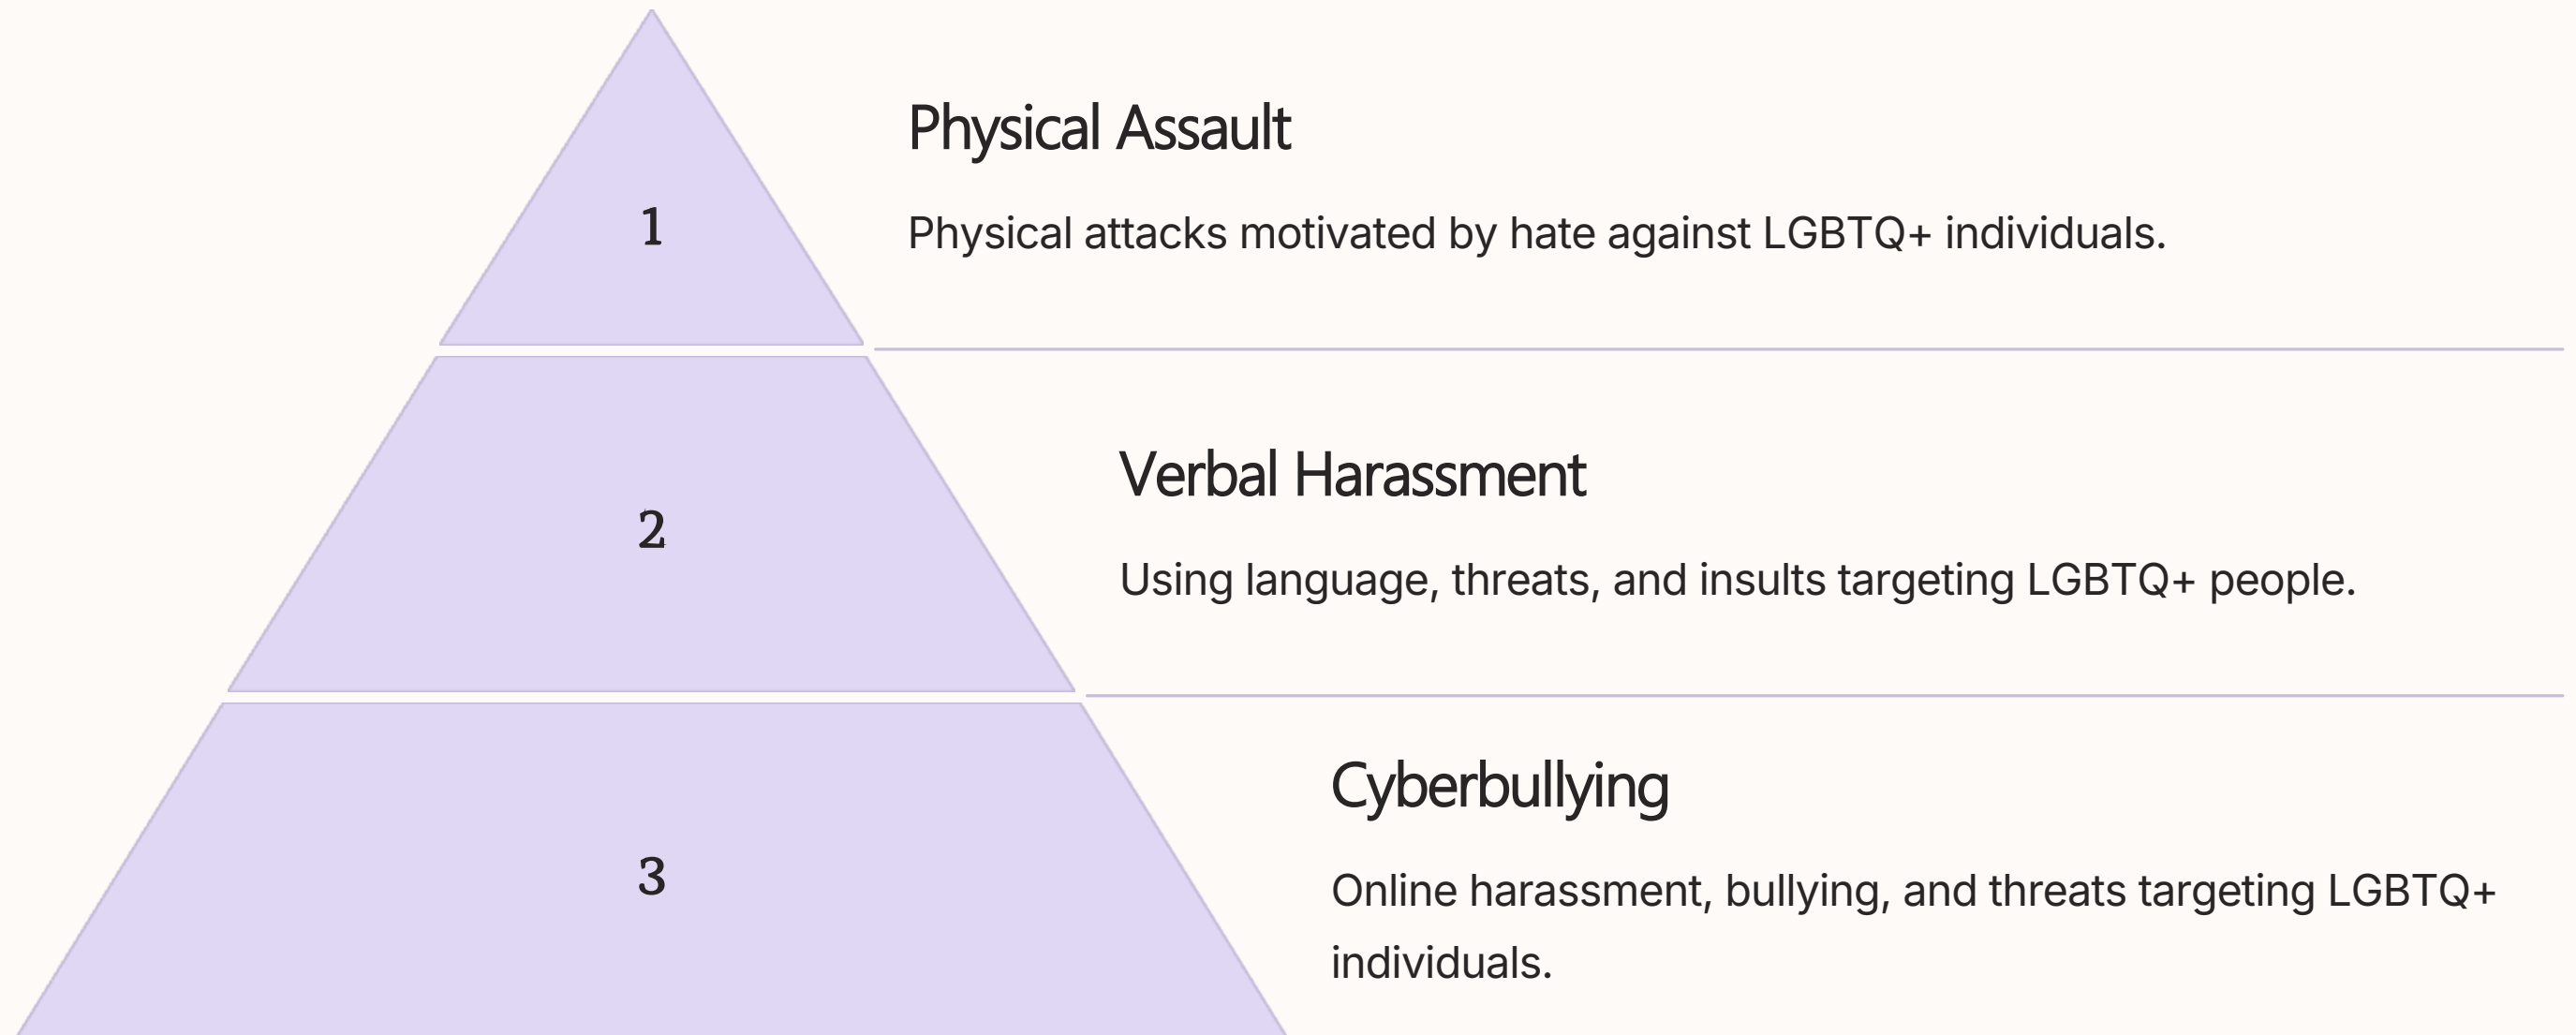 1
Physical Assault
Physical attacks motivated by hate against LGBTQ+ individuals.
2
Verbal Harassment
Using language, threats, and insults targeting LGBTQ+ people.
3
Cyberbullying
Online harassment, bullying, and threats targeting LGBTQ+
individuals.